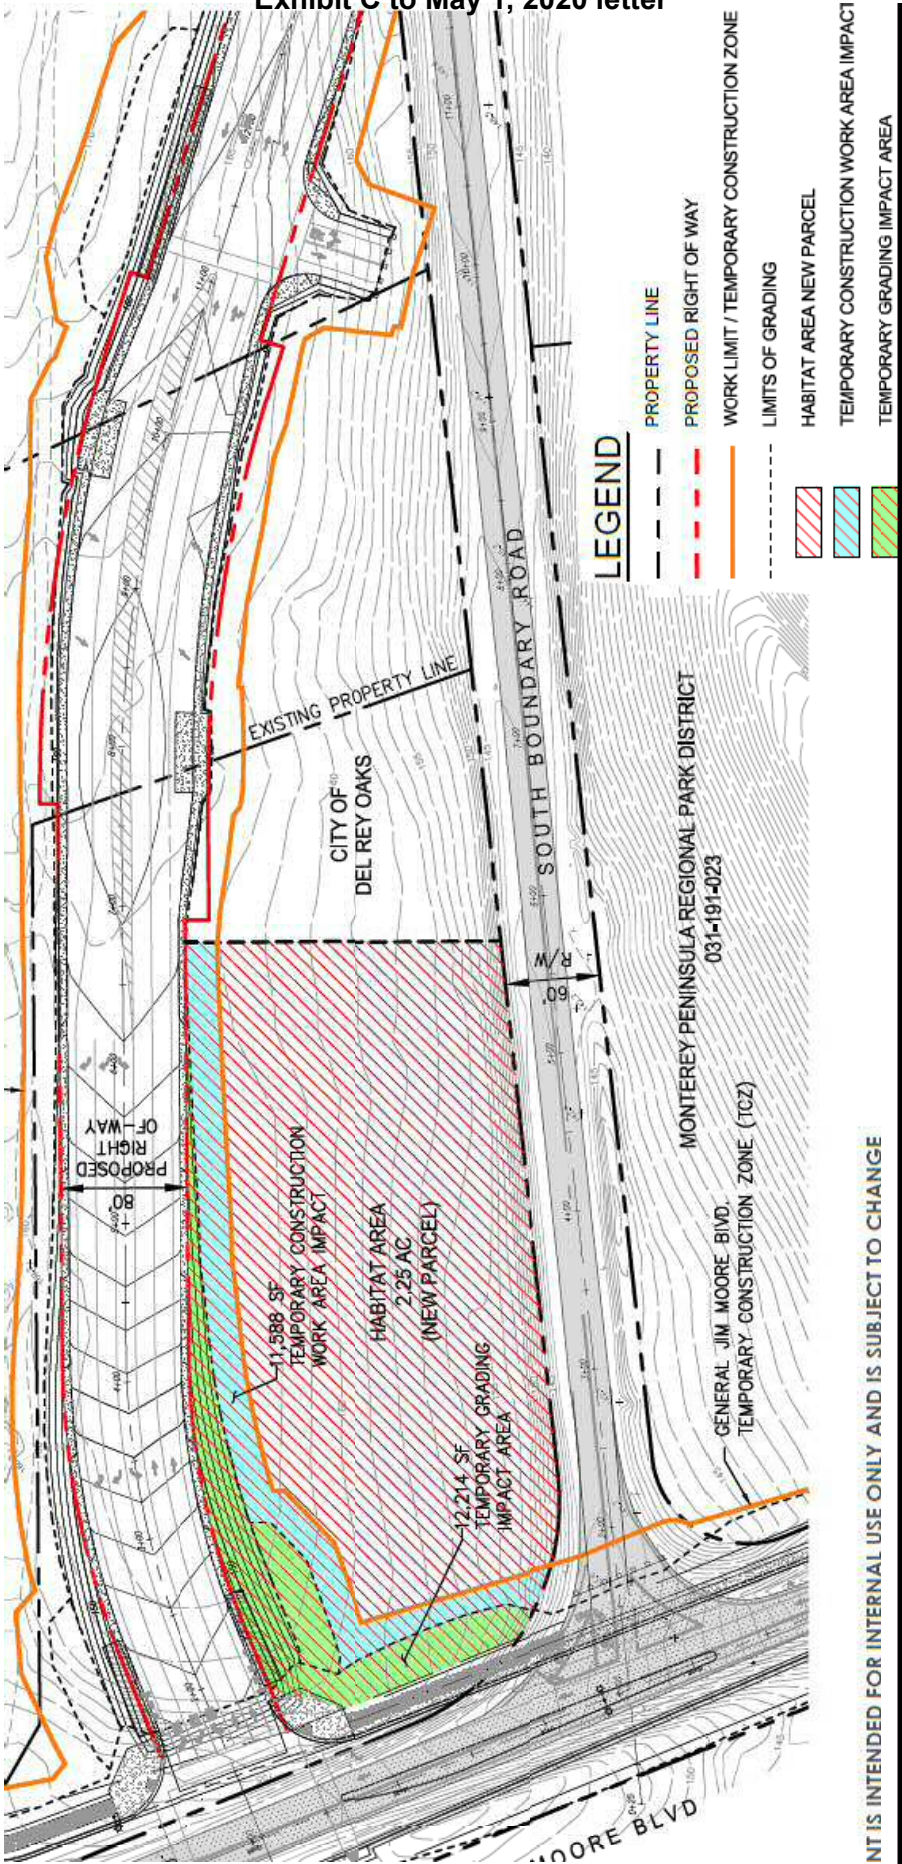 Exhibit C to May 1, 2020 letter
LEGEND
PROPERTY LINE
PROPOSED RIGHT OF WAY
WORK LIMIT / TEMPORARY CONSTRUCTION ZONE
LIMITS OF GRADING
HABITAT AREA NEW PARCEL
TEMPORARY CONSTRUCTION WORK AREA IMPACT
TEMPORARY GRADING IMPACT AREA
EXISTING PROPERTY LINE
CITY OF
DEL REY OAKS
SOUTH BOUNDARY ROAD
60'
R/W
80'
PROPOSED
RIGHT
OF-WAY
11,588 SF
TEMPORARY CONSTRUCTION
WORK AREA IMPACT
HABITAT AREA
2.25 AC
(NEW PARCEL)
12,214 SF
TEMPORARY GRADING
IMPACT AREA
MONTEREY PENINSULA REGIONAL PARK DISTRICT
031-191-023
GENERAL JIM MOORE BLVD.
TEMPORARY CONSTRUCTION ZONE (TCZ)
MOORE BLVD
NT IS INTENDED FOR INTERNAL USE ONLY AND IS SUBJECT TO CHANGE